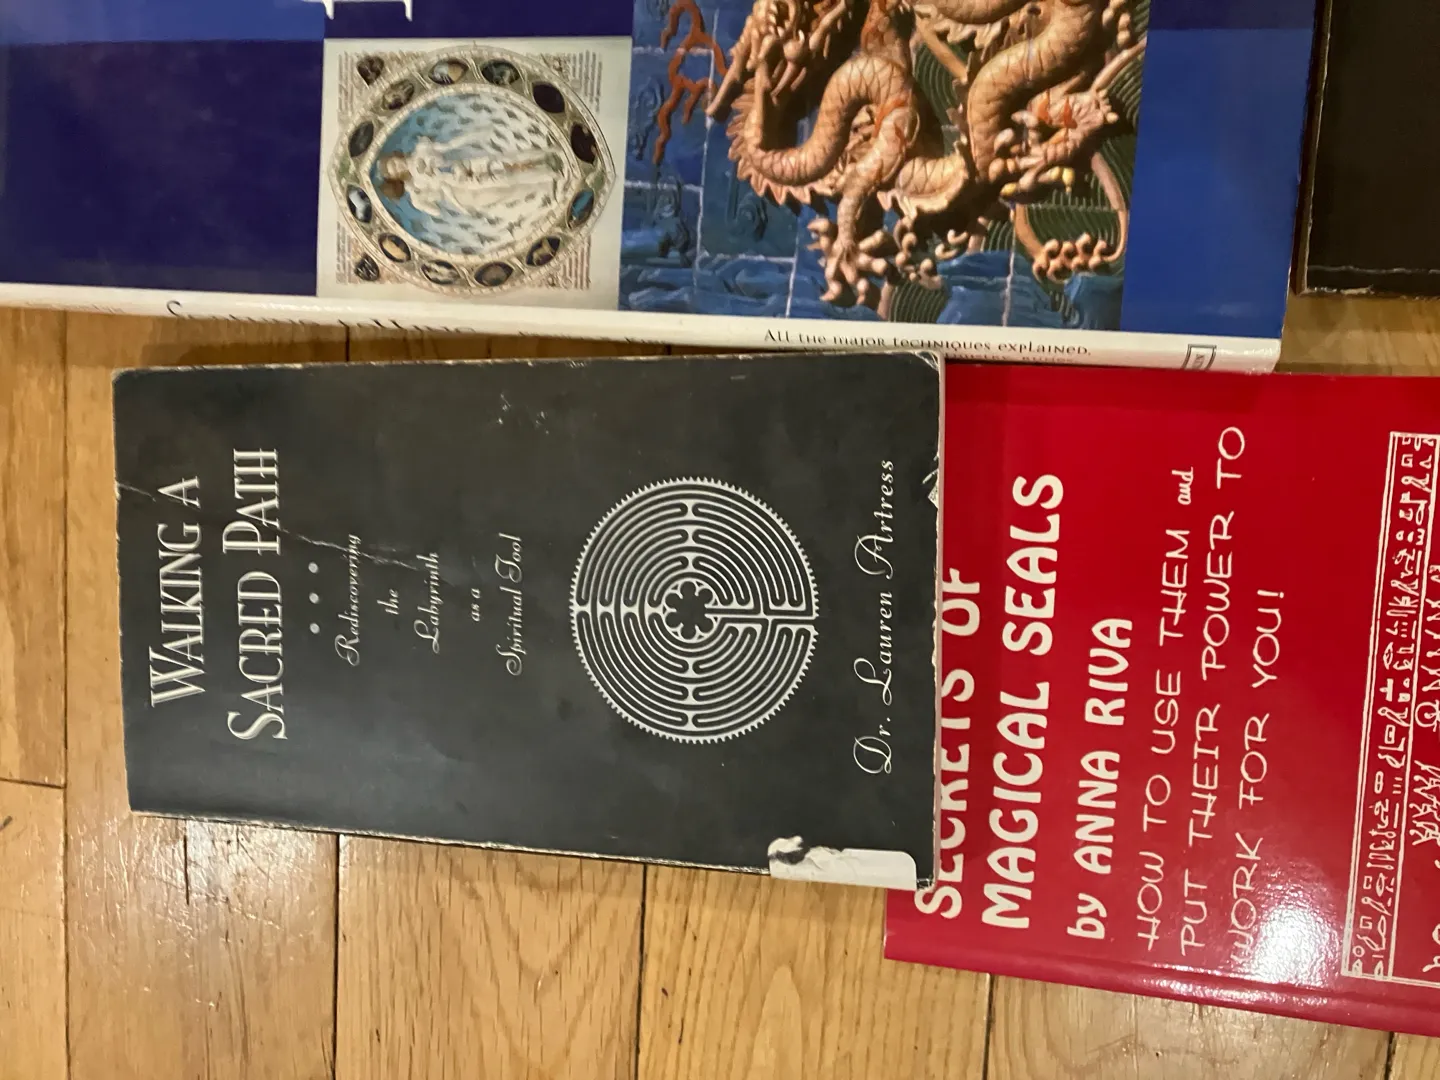 WALKING A
SACRED PATH
Rediscovering
the
Labyrinth
as a
Spiritual Tool
Dr. Lauren Artress
SECRETS OF
MAGICAL SEALS
by ANNA RIVA
HOW TO USE THEM and
PUT THEIR POWER TO
WORK FOR YOU!
All the major techniques explained,